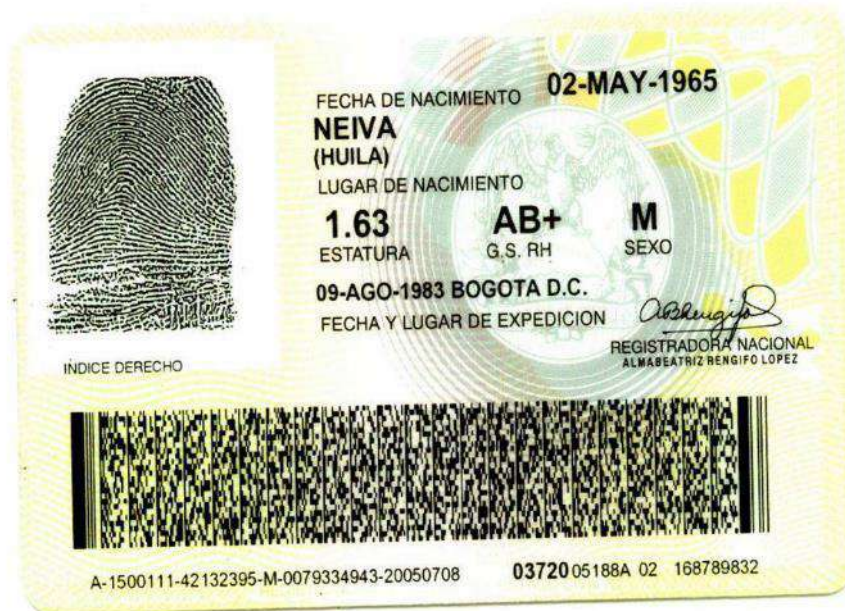 FECHA DE NACIMIENTO 02-MAY-1965
NEIVA
(HUILA)
LUGAR DE NACIMIENTO
1.63 AB+ M
ESTATURA G.S. RH SEXO
09-AGO-1983 BOGOTA D.C.
FECHA Y LUGAR DE EXPEDICION
REGISTRADORA NACIONAL
ALMABEATRIZ RENGIFO LOPEZ
INDICE DERECHO
A-1500111-42132395-M-0079334943-20050708 03720 05188A 02 168789832